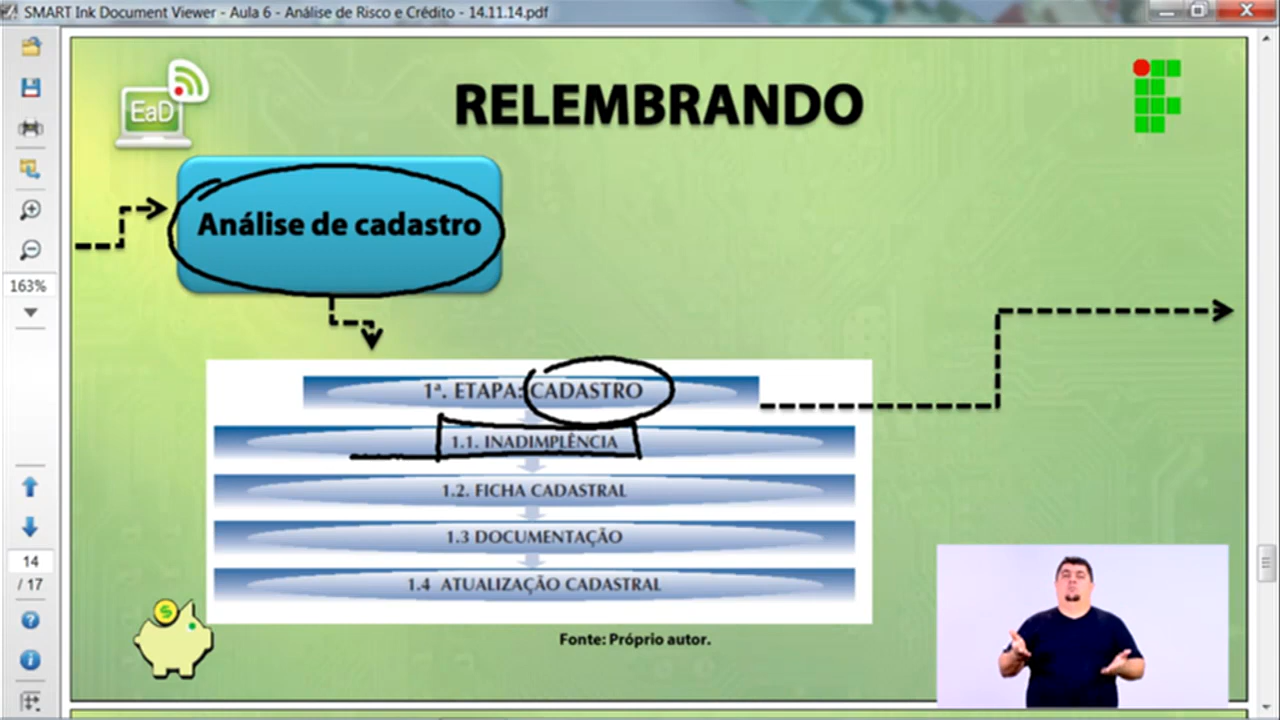 SMART Ink Document Viewer - Aula 6 - Análise de Risco e Crédito - 14.11.14.pdf
EaD
RELEMBRANDO
Análise de cadastro
163%
1ª. ETAPA: CADASTRO
1.1. INADIMPLÊNCIA
1.2. FICHA CADASTRAL
1.3 DOCUMENTAÇÃO
1.4 ATUALIZAÇÃO CADASTRAL
14
/ 17
$
Fonte: Próprio autor.